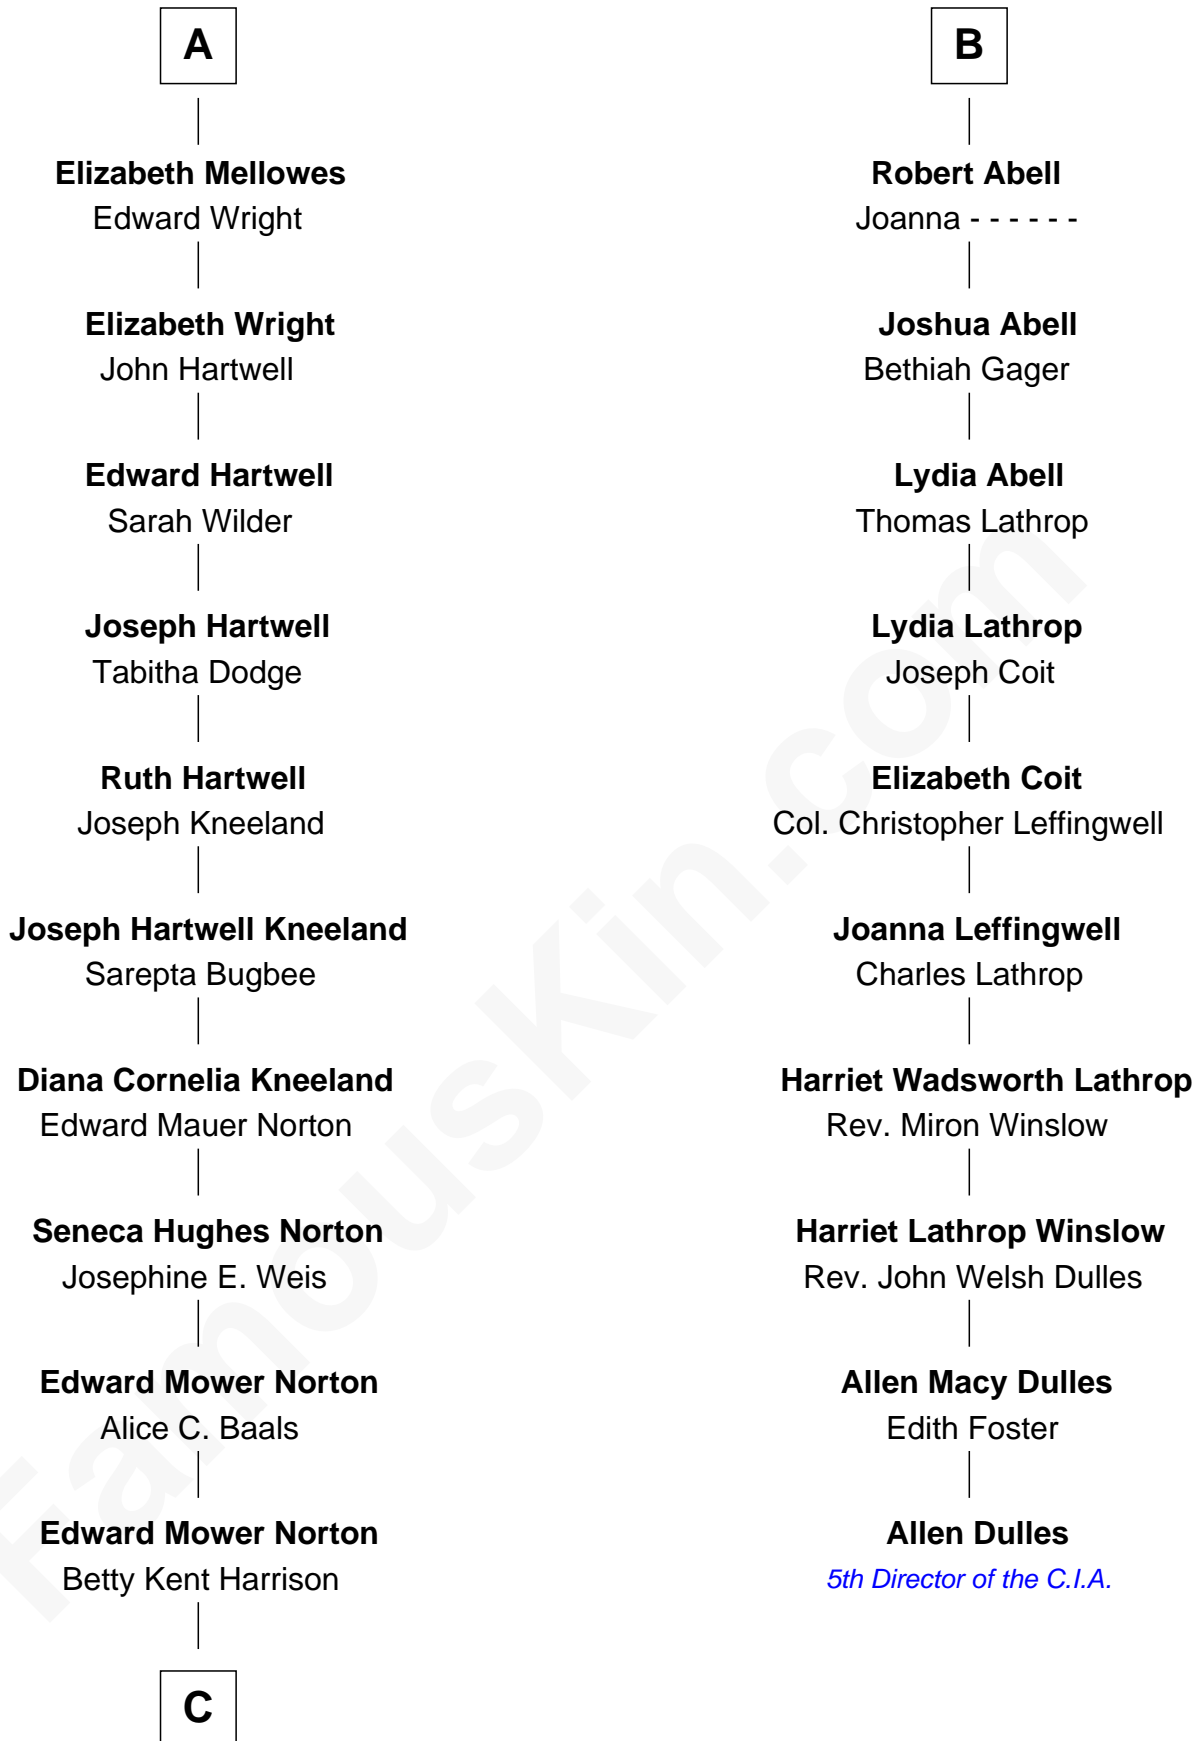 A
Elizabeth Mellowes
Edward Wright
Elizabeth Wright
John Hartwell
Edward Hartwell
Sarah Wilder
Joseph Hartwell
Tabitha Dodge
Ruth Hartwell
Joseph Kneeland
Joseph Hartwell Kneeland
Sarepta Bugbee
Diana Cornelia Kneeland
Edward Mauer Norton
Seneca Hughes Norton
Josephine E. Weis
Edward Mower Norton
Alice C. Baals
Edward Mower Norton
Betty Kent Harrison
C
B
Robert Abell
Joanna - - - - - -
Joshua Abell
Bethiah Gager
Lydia Abell
Thomas Lathrop
Lydia Lathrop
Joseph Coit
Elizabeth Coit
Col. Christopher Leffingwell
Joanna Leffingwell
Charles Lathrop
Harriet Wadsworth Lathrop
Rev. Miron Winslow
Harriet Lathrop Winslow
Rev. John Welsh Dulles
Allen Macy Dulles
Edith Foster
Allen Dulles
5th Director of the C.I.A.
FamousKin.com